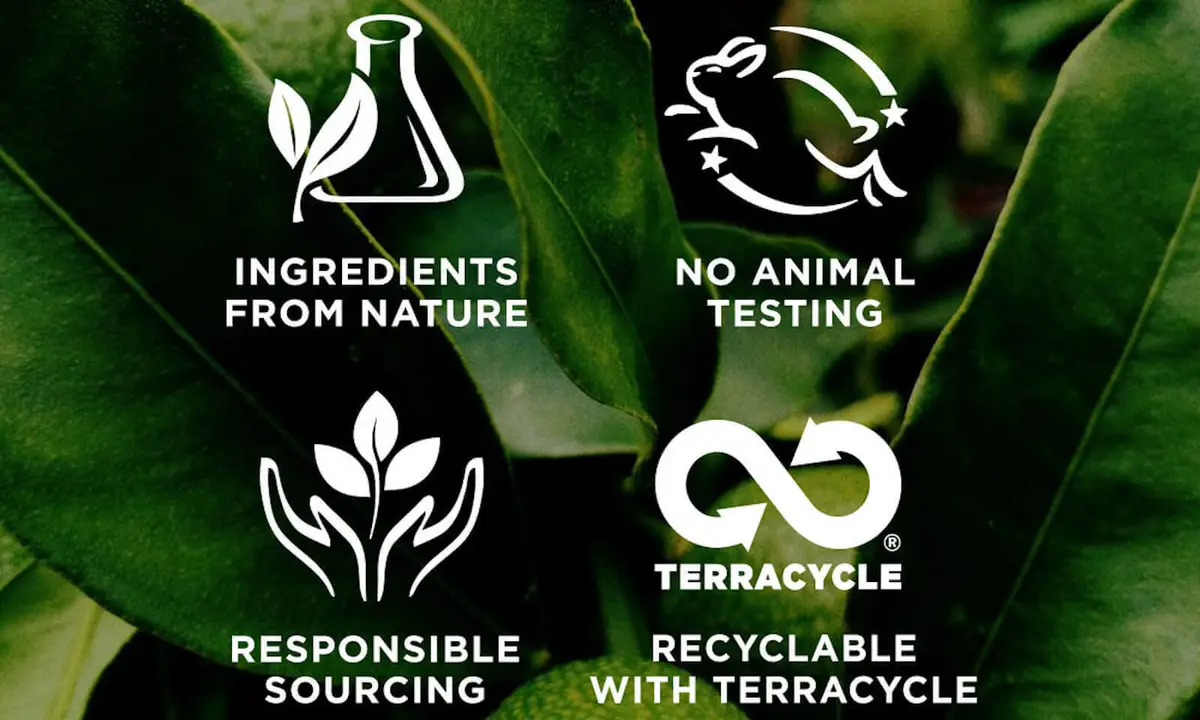 INGREDIENTS
FROM NATURE
NO ANIMAL
TESTING
TERRACYCLE®
RESPONSIBLE
SOURCING
RECYCLABLE
WITH TERRACYCLE